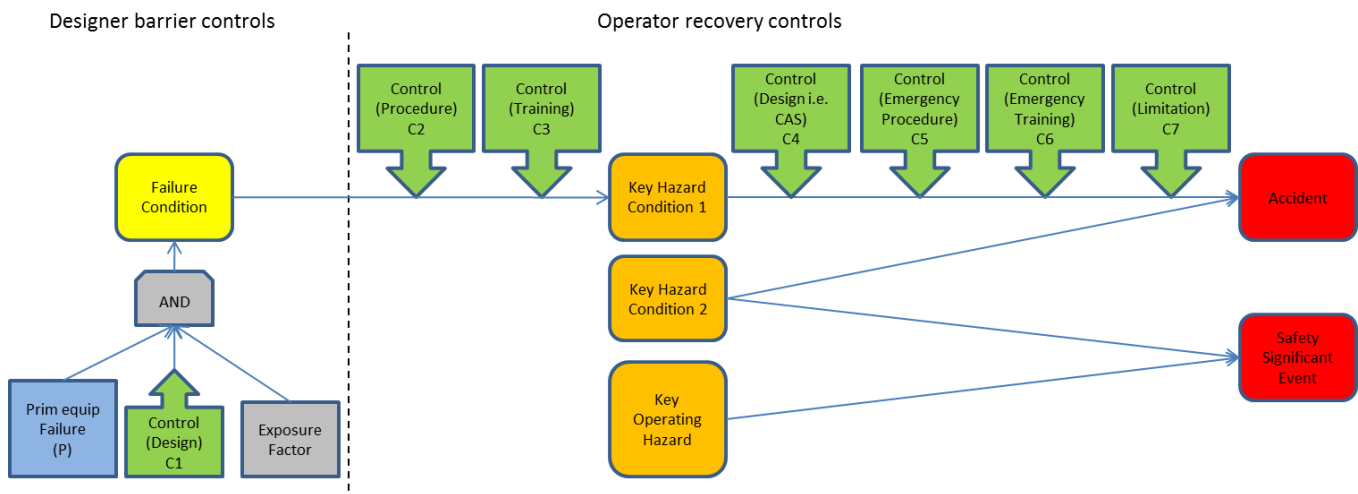 Designer barrier controls
Operator recovery controls
Control
(Procedure)
C2
Control
(Training)
C3
Control
(Design i.e.
CAS)
C4
Control
(Emergency
Procedure)
C5
Control
(Emergency
Training)
C6
Control
(Limitation)
C7
Failure
Condition
Key Hazard
Condition 1
Accident
AND
Key Hazard
Condition 2
Safety
Significant
Event
Prim equip
Failure
(P)
Control
(Design)
C1
Exposure
Factor
Key
Operating
Hazard